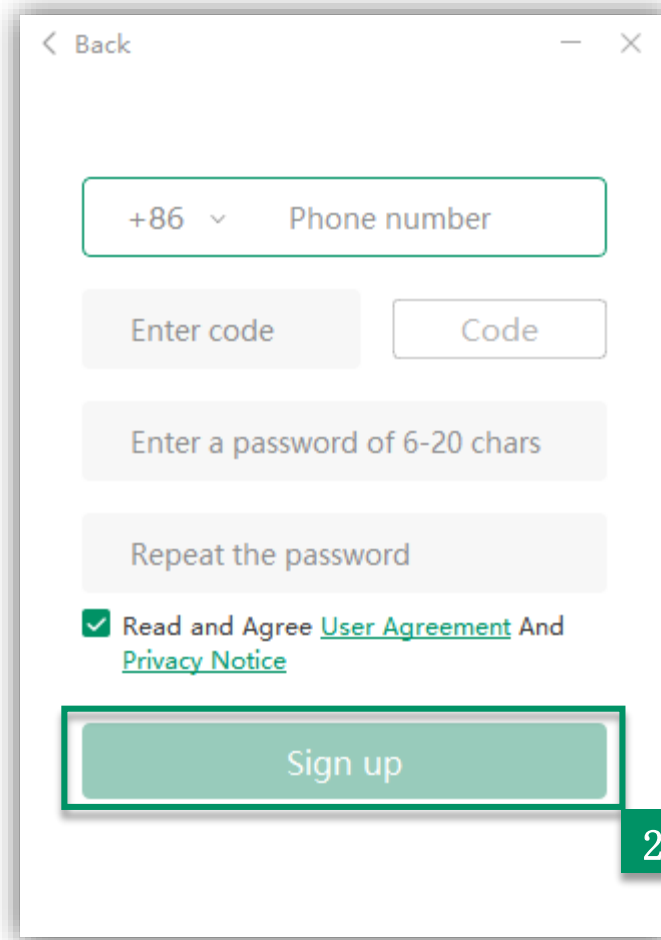 Back
+86 Phone number
Enter code Code
Enter a password of 6-20 chars
Repeat the password
Read and Agree User Agreement And
Privacy Notice
Sign up
2